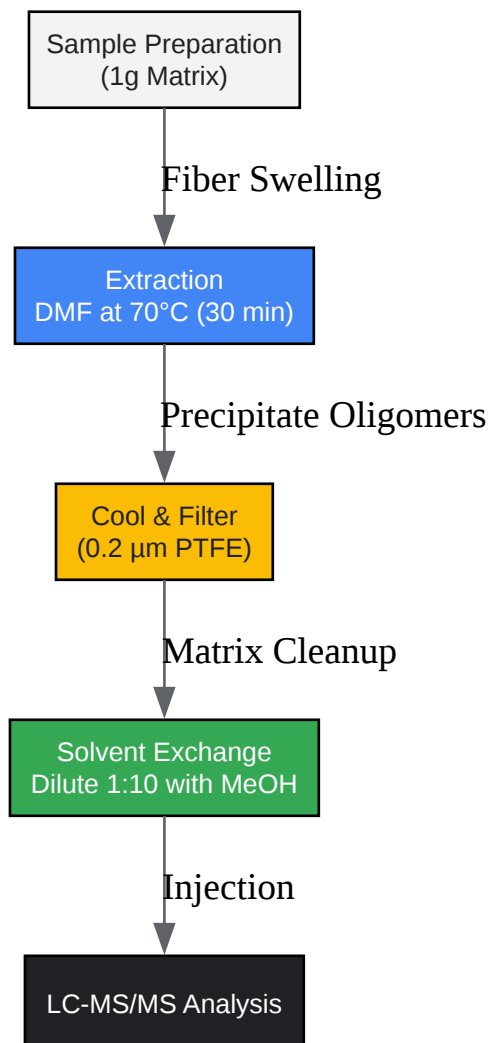 Sample Preparation
(1g Matrix)
Fiber Swelling
Extraction
DMF at 70°C (30 min)
Precipitate Oligomers
Cool & Filter
(0.2 µm PTFE)
Matrix Cleanup
Solvent Exchange
Dilute 1:10 with MeOH
Injection
LC-MS/MS Analysis